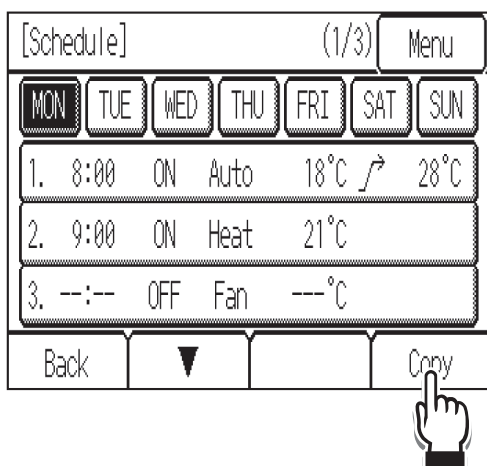 [Schedule] (1/3) Menu
MON TUE WED THU FRI SAT SUN
1. 8:00 ON Auto 18°C 28°C
2. 9:00 ON Heat 21°C
3. --:-- OFF Fan ---°C
Back ▼ Copy